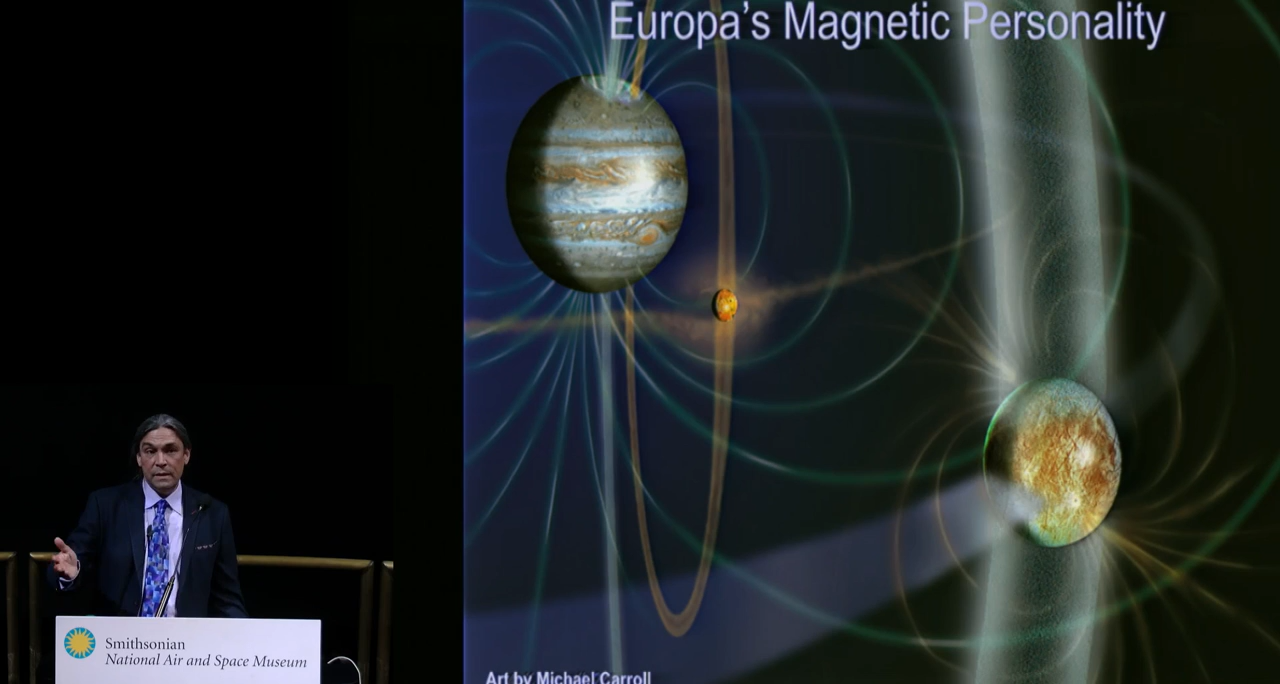 Europa's Magnetic Personality
Art by Michael Carroll
Smithsonian
National Air and Space Museum